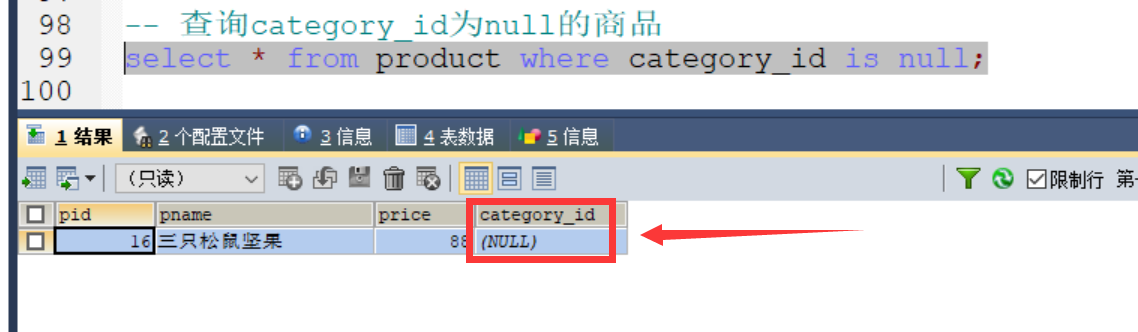 98 -- 查询category_id为null的商品
99 select * from product where category_id is null;
100
1 结果 2 个配置文件 3 信息 4 表数据 5 信息
（只读） 限制行
pid pname price category_id
16 三只松鼠坚果 88 (NULL)